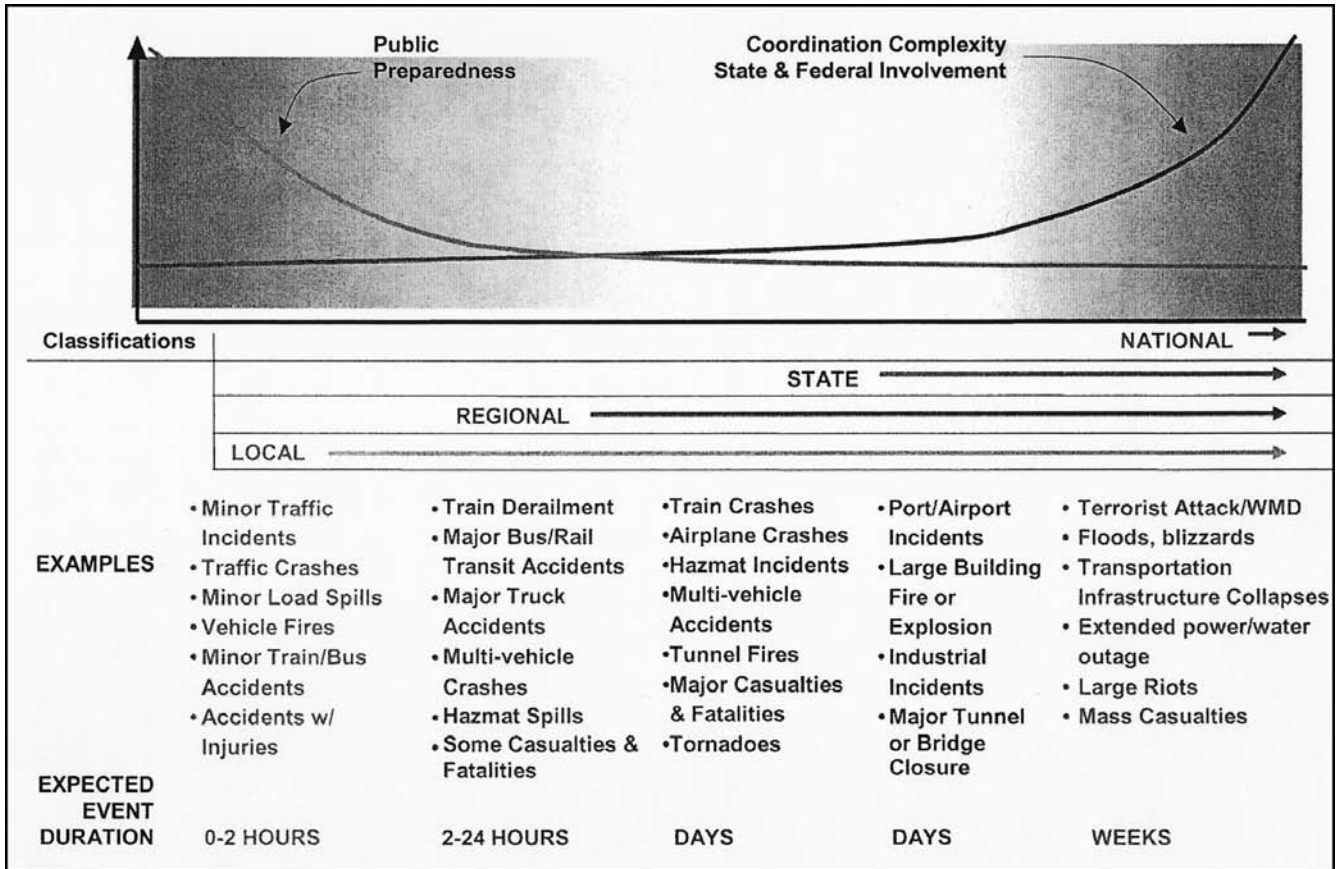 Public
Preparedness
Coordination Complexity
State & Federal Involvement
Classifications
NATIONAL
STATE
REGIONAL
LOCAL
EXAMPLES
• Minor Traffic
Incidents
• Traffic Crashes
• Minor Load Spills
• Vehicle Fires
• Minor Train/Bus
Accidents
• Accidents w/
Injuries
• Train Derailment
• Major Bus/Rail
Transit Accidents
• Major Truck
Accidents
• Multi-vehicle
Crashes
• Hazmat Spills
• Some Casualties &
Fatalities
•Train Crashes
•Airplane Crashes
•Hazmat Incidents
•Multi-vehicle
Accidents
•Tunnel Fires
•Major Casualties
& Fatalities
•Tornadoes
•Port/Airport
Incidents
•Large Building
Fire or
Explosion
•Industrial
Incidents
•Major Tunnel
or Bridge
Closure
• Terrorist Attack/WMD
• Floods, blizzards
• Transportation
Infrastructure Collapses
• Extended power/water
outage
• Large Riots
• Mass Casualties
EXPECTED
EVENT
DURATION
0-2 HOURS
2-24 HOURS
DAYS
DAYS
WEEKS